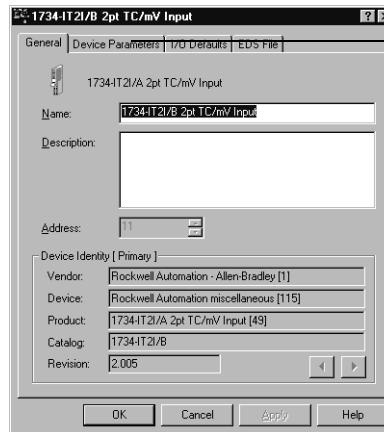 1734-IT2I/B 2pt TC/mV Input
General Device Parameters I/O Defaults EDS File
1734-IT2I/A 2pt TC/mV Input
Name: 1734-IT2I/B 2pt TC/mV Input
Description:
Address: 11
Device Identity [ Primary ]
Vendor: Rockwell Automation - Allen-Bradley [1]
Device: Rockwell Automation miscellaneous [115]
Product: 1734-IT2I/A 2pt TC/mV Input [49]
Catalog: 1734-IT2I/B
Revision: 2.005
OK Cancel Apply Help